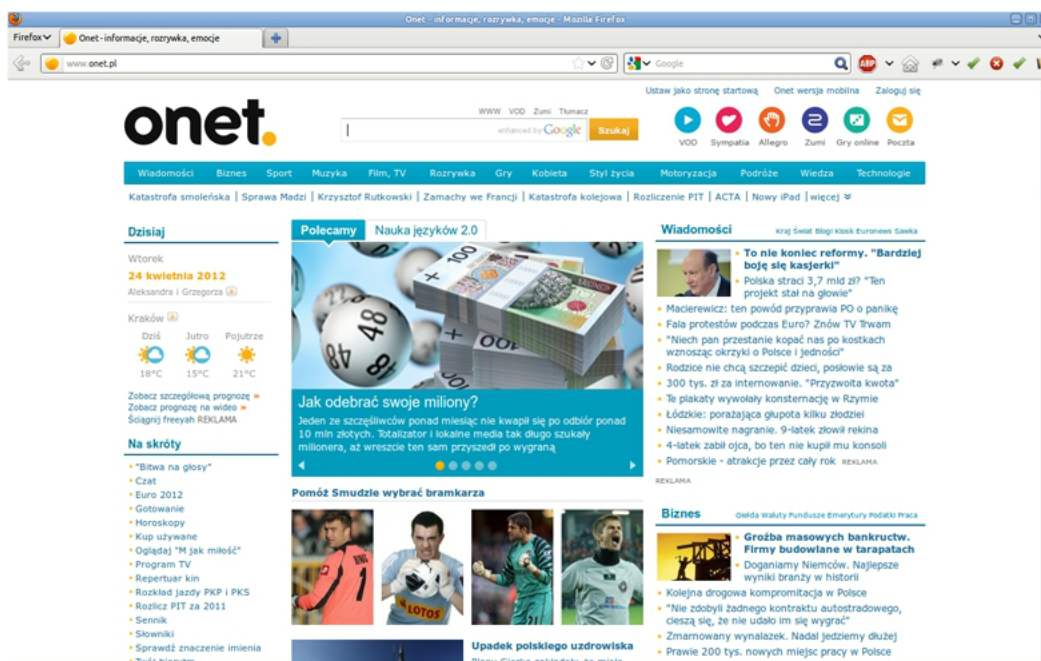 Onet - informacje, rozrywka, emocje - Mozilla Firefox
Firefox
Onet - informacje, rozrywka, emocje
www.onet.pl
Google
ABP
Ustaw jako stronę startową Onet wersja mobilna Zaloguj się
onet.
WWW VOD Zumi Tłumacz
enhanced by Google Szukaj
VOD Sympatia Allegro Zumi Gry online Poczta
Wiadomości Biznes Sport Muzyka Film, TV Rozrywka Gry Kobieta Styl życia Motoryzacja Podróże Wiedza Technologie
Katastrofa smoleńska | Sprawa Madzi | Krzysztof Rutkowski | Zamachy we Francji | Katastrofa kolejowa | Rozliczenie PIT | ACTA | Nowy iPad | więcej
Dzisiaj
Wtorek
24 kwietnia 2012
Aleksandra i Grzegorza
Kraków
Dziś Jutro Pojutrze
18°C 15°C 21°C
Zobacz szczegółową prognozę »
Zobacz prognozę na wideo »
Ściągnij freeyah REKLAMA
Na skróty
"Bitwa na głosy"
Czat
Euro 2012
Gotowanie
Horoskopy
Kup używane
Oglądaj "M jak miłość"
Program TV
Repertuar kin
Rozkład jazdy PKP i PKS
Rozlicz PIT za 2011
Sennik
Słowniki
Sprawdź znaczenie imienia
Polecamy Nauka języków 2.0
100
48
Jak odebrać swoje miliony?
Jeden ze szczęśliwców ponad miesiąc nie kwapił się po odbiór ponad
10 mln złotych. Totalizator i lokalne media tak długo szukały
milionera, aż wreszcie ten sam przyszedł po wygraną
Pomóż Smudzie wybrać bramkarza
1
LOTOS
Upadek polskiego uzdrowiska
Wiadomości
Kraj Świat Blogi Kiosk Euronews Sawka
To nie koniec reformy. "Bardziej
boję się kasjerki"
Polska straci 3,7 mld zł? "Ten
projekt stał na głowie"
Macierewicz: ten powód przyprawia PO o panikę
Fala protestów podczas Euro? Znów TV Trwam
"Niech pan przestanie kopać nas po kostkach
wznosząc okrzyki o Polsce i jedności"
Rodzice nie chcą szczepić dzieci, posłowie są za
300 tys. zł za internowanie. "Przyzwoita kwota"
Te plakaty wywołały konsternację w Rzymie
Łódzkie: porażająca głupota kilku złodziei
Niesamowite nagranie. 9-latek złowił rekina
4-latek zabił ojca, bo ten nie kupił mu konsoli
Pomorskie - atrakcje przez cały rok REKLAMA
REKLAMA
Biznes
Giełda Waluty Fundusze Emerytury Podatki Praca
Groźba masowych bankructw.
Firmy budowlane w tarapatach
Doganiamy Niemców. Najlepsze
wyniki branży w historii
Kolejna drogowa kompromitacja w Polsce
"Nie zdobyli żadnego kontraktu autostradowego,
cieszą się, że nie udało im się wygrać"
Zmarnowany wynalazek. Nadal jedziemy dłużej
Prawie 200 tys. nowych miejsc pracy w Polsce